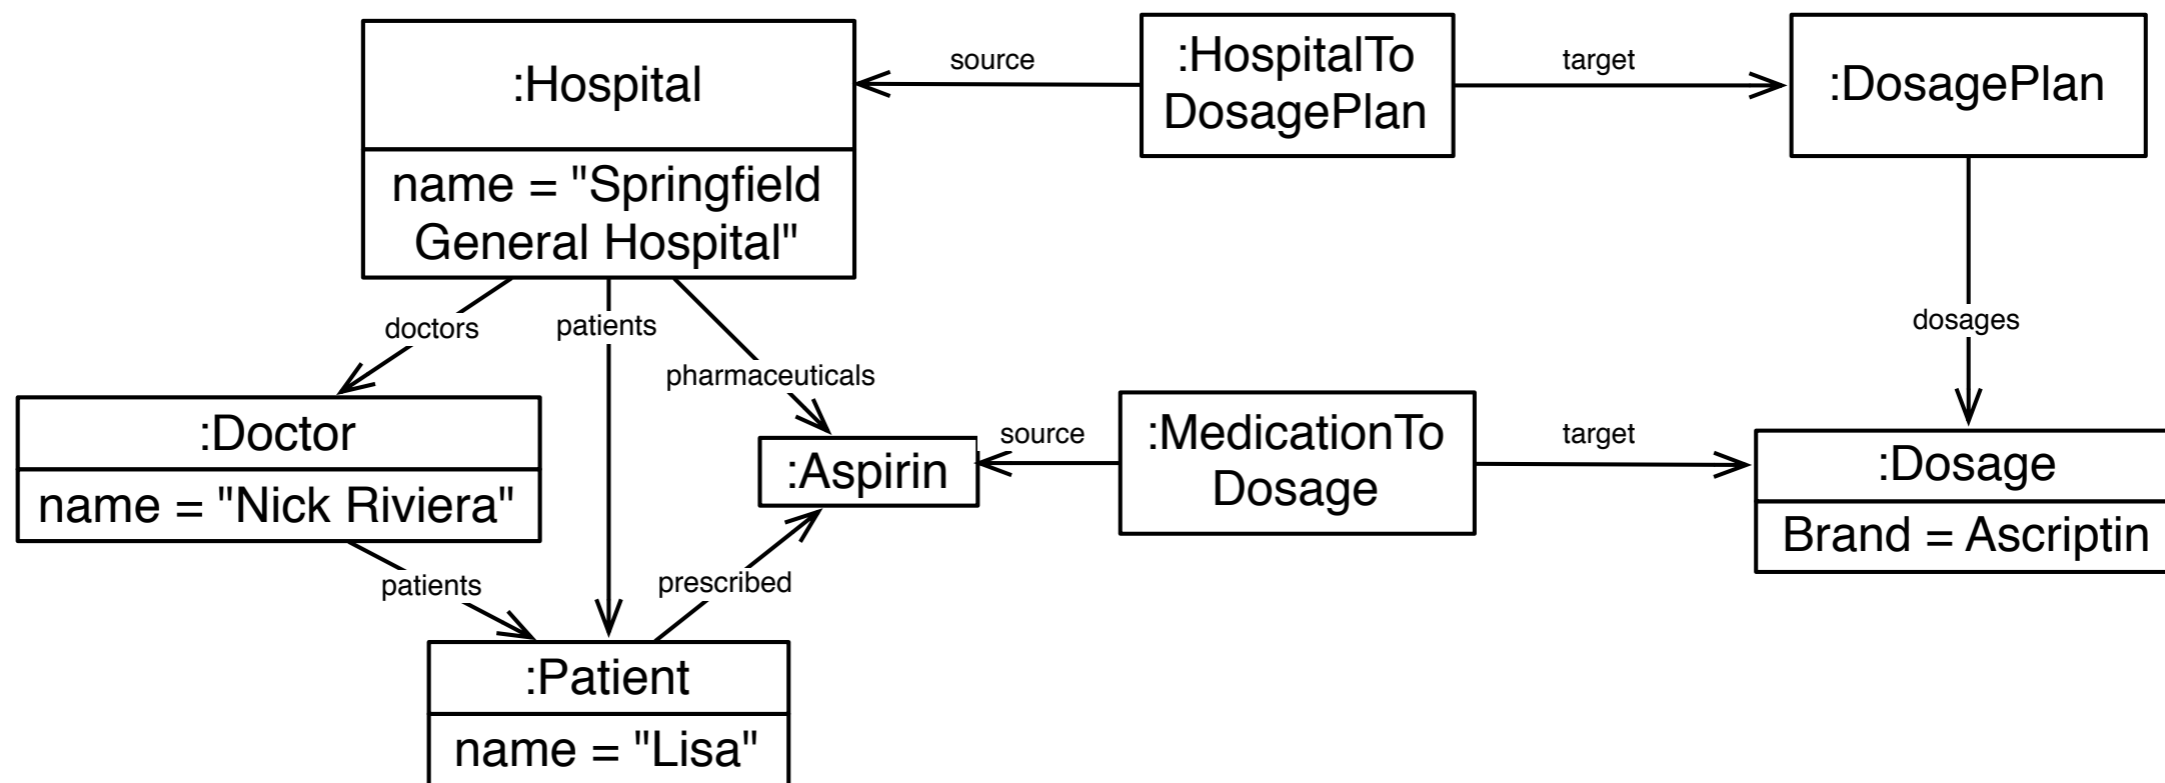 :Hospital
name = "Springfield
General Hospital"
source
:HospitalTo
DosagePlan
target
:DosagePlan
doctors
patients
pharmaceuticals
dosages
:Doctor
name = "Nick Riviera"
:Aspirin
source
:MedicationTo
Dosage
target
:Dosage
Brand = Ascriptin
patients
prescribed
:Patient
name = "Lisa"